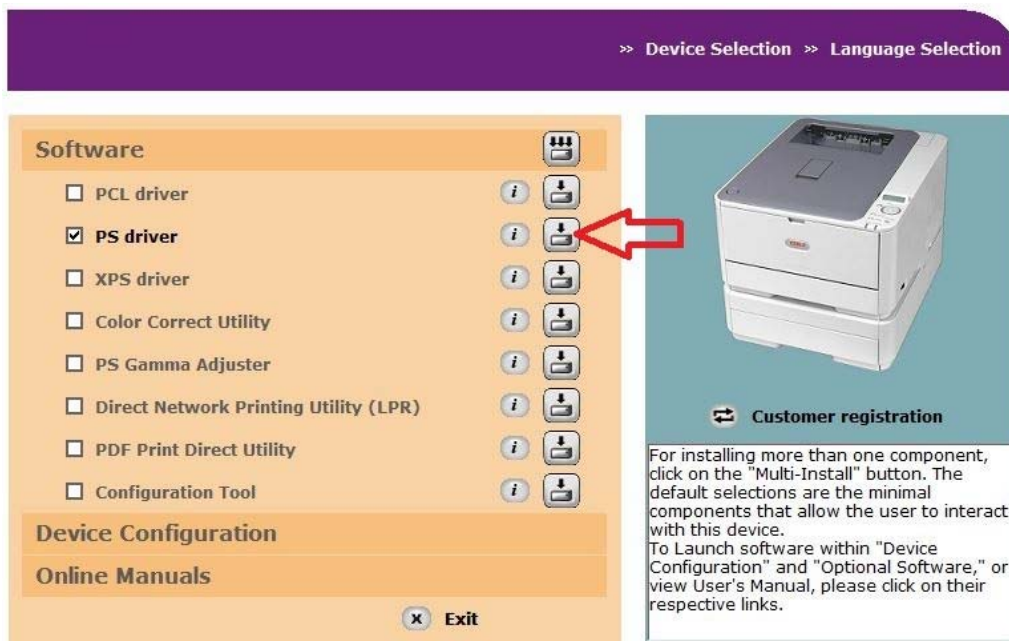 » Device Selection » Language Selection
Software
PCL driver
PS driver
XPS driver
Color Correct Utility
PS Gamma Adjuster
Direct Network Printing Utility (LPR)
PDF Print Direct Utility
Configuration Tool
Device Configuration
Online Manuals
x Exit
Customer registration
For installing more than one component,
click on the "Multi-Install" button. The
default selections are the minimal
components that allow the user to interact
with this device.
To Launch software within "Device
Configuration" and "Optional Software," or
view User's Manual, please click on their
respective links.